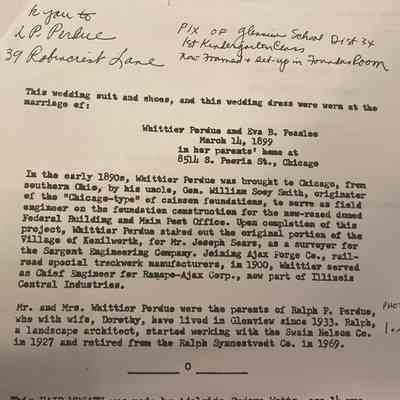 k you to
L P. Perdue
39 Robincrest Lane
PIX OF Glenview School Dist 34
1st Kindergarten Class
now framed + set-up in Founders Room
This wedding suit and shoes, and this wedding dress were worn at the
marriage of:
Whittier Perdue and Eva B. Peaslee
March 14, 1899
in her parents' home at
8514 S. Peoria St., Chicago
In the early 1890s, Whittier Perdue was brought to Chicago, from
southern Ohio, by his uncle, Gen. William Sooy Smith, originator
of the "Chicago-type" of caisson foundations, to serve as field
engineer on the foundation construction for the now-razed domed
Federal Building and Main Post Office. Upon completion of this
project, Whittier Perdue staked out the original portion of the
Village of Kenilworth, for Mr. Joseph Sears, as a surveyor for
the Sargent Engineering Company. Joining Ajax Forge Co., rail-
road special trackwork manufacturers, in 1900, Whittier served
as Chief Engineer for Ramapo-Ajax Corp., now part of Illinois
Central Industries.
Mr. and Mrs. Whittier Perdue were the parents of Ralph P. Perdue,
who with wife, Dorothy, have lived in Glenview since 1933. Ralph,
a landscape architect, started working with the Swain Nelson Co.
in 1927 and retired from the Ralph Synnestvedt Co. in 1969.
PHO
O